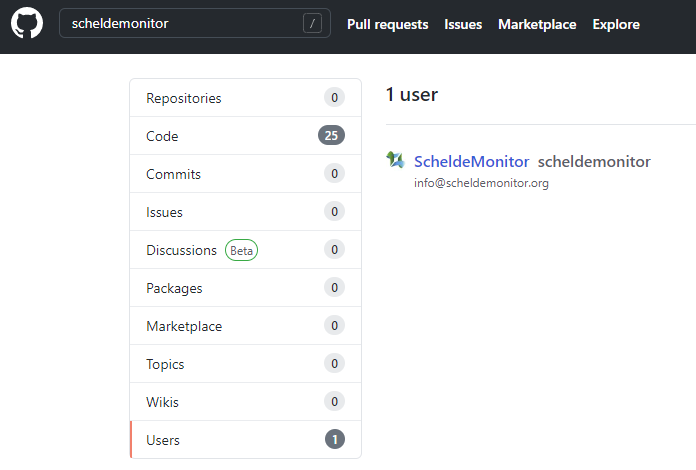 scheldemonitor / Pull requests Issues Marketplace Explore
Repositories 0
Code 25
Commits 0
Issues 0
Discussions Beta 0
Packages 0
Marketplace 0
Topics 0
Wikis 0
Users 1
1 user
ScheldeMonitor scheldemonitor
info@scheldemonitor.org